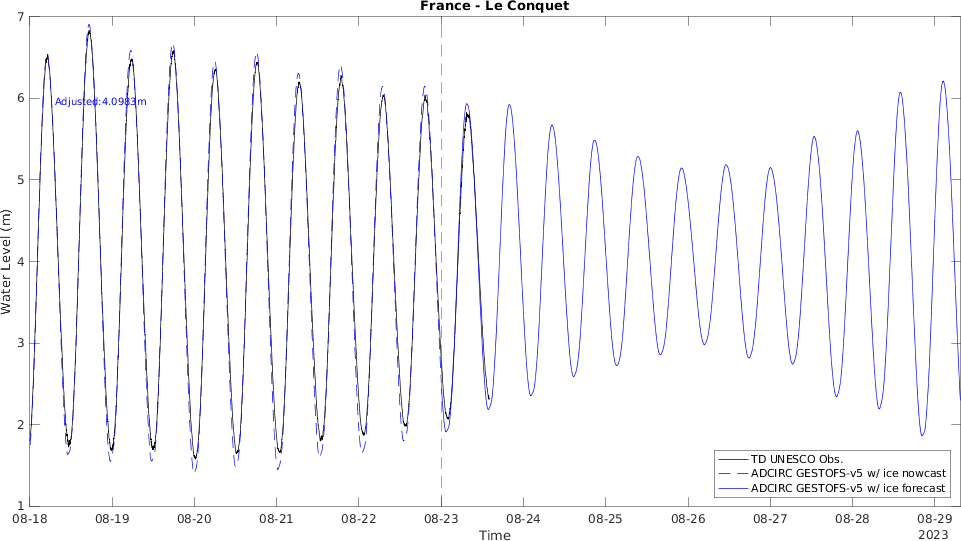 France - Le Conquet
Water Level (m)
7
6
5
4
3
2
1
Adjusted:4.0983m
TD UNESCO Obs.
ADCIRC GESTOFS-v5 w/ ice nowcast
ADCIRC GESTOFS-v5 w/ ice forecast
08-18 08-19 08-20 08-21 08-22 08-23 08-24 08-25 08-26 08-27 08-28 08-29
Time
2023